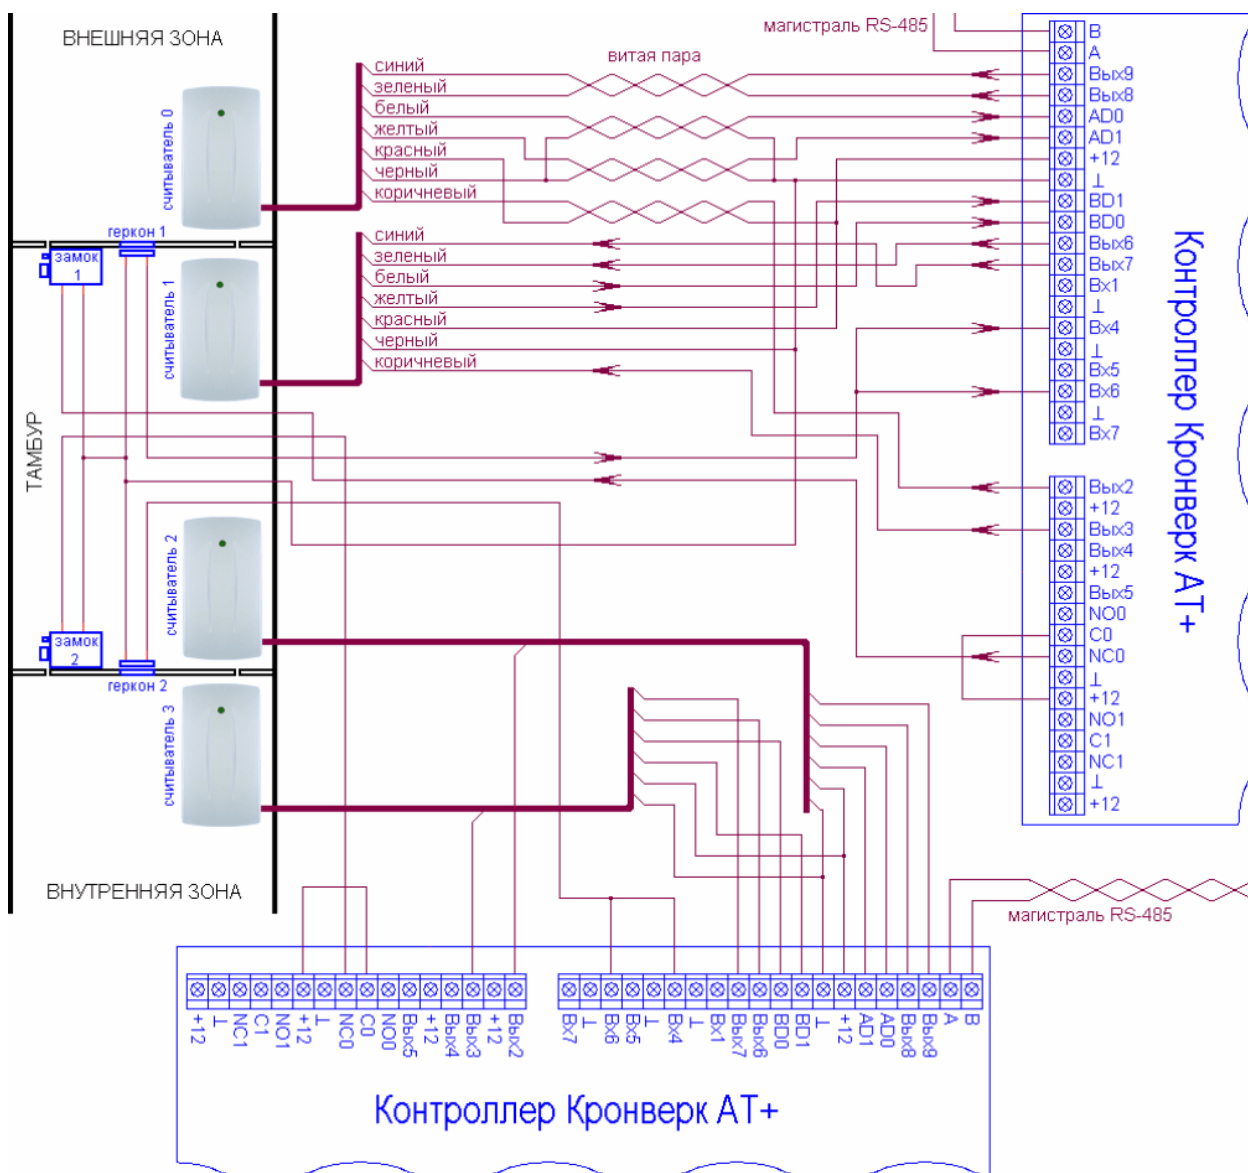 ВНЕШНЯЯ ЗОНА
магистраль RS-485
витая пара
считыватель 0
синий
зеленый
белый
желтый
красный
черный
коричневый
геркон 1
замок
1
считыватель 1
синий
зеленый
белый
желтый
красный
черный
коричневый
ТАМБУР
считыватель 2
замок
2
геркон 2
считыватель 3
ВНУТРЕННЯЯ ЗОНА
B
A
Вых9
Вых8
AD0
AD1
+12
⊥
BD1
BD0
Вых6
Вых7
Вх1
⊥
Вх4
⊥
Вх5
Вх6
⊥
Вх7
Вых2
+12
Вых3
Вых4
+12
Вых5
NO0
C0
NC0
⊥
+12
NO1
C1
NC1
⊥
+12
Контроллер Кронверк АТ+
магистраль RS-485
+12
⊥
NC1
C1
NO1
+12
⊥
NC0
C0
NO0
Вых5
+12
Вых4
Вых3
+12
Вых2
Вх7
⊥
Вх6
Вх5
⊥
Вх4
⊥
Вх1
Вых7
Вых6
BD0
BD1
⊥
+12
AD1
AD0
Вых8
Вых9
A
B
Контроллер Кронверк АТ+